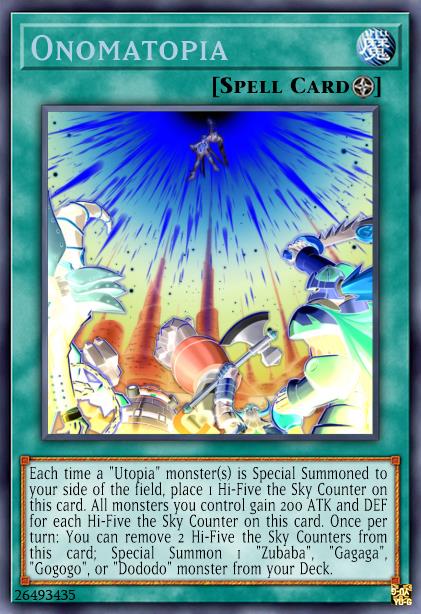 Onomatopia
魔
[Spell Card]
Each time a "Utopia" monster(s) is Special Summoned to
your side of the field, place 1 Hi-Five the Sky Counter on
this card. All monsters you control gain 200 ATK and DEF
for each Hi-Five the Sky Counter on this card. Once per
turn: You can remove 2 Hi-Five the Sky Counters from
this card; Special Summon 1 "Zubaba", "Gagaga",
"Gogogo", or "Dododo" monster from your Deck.
26493435